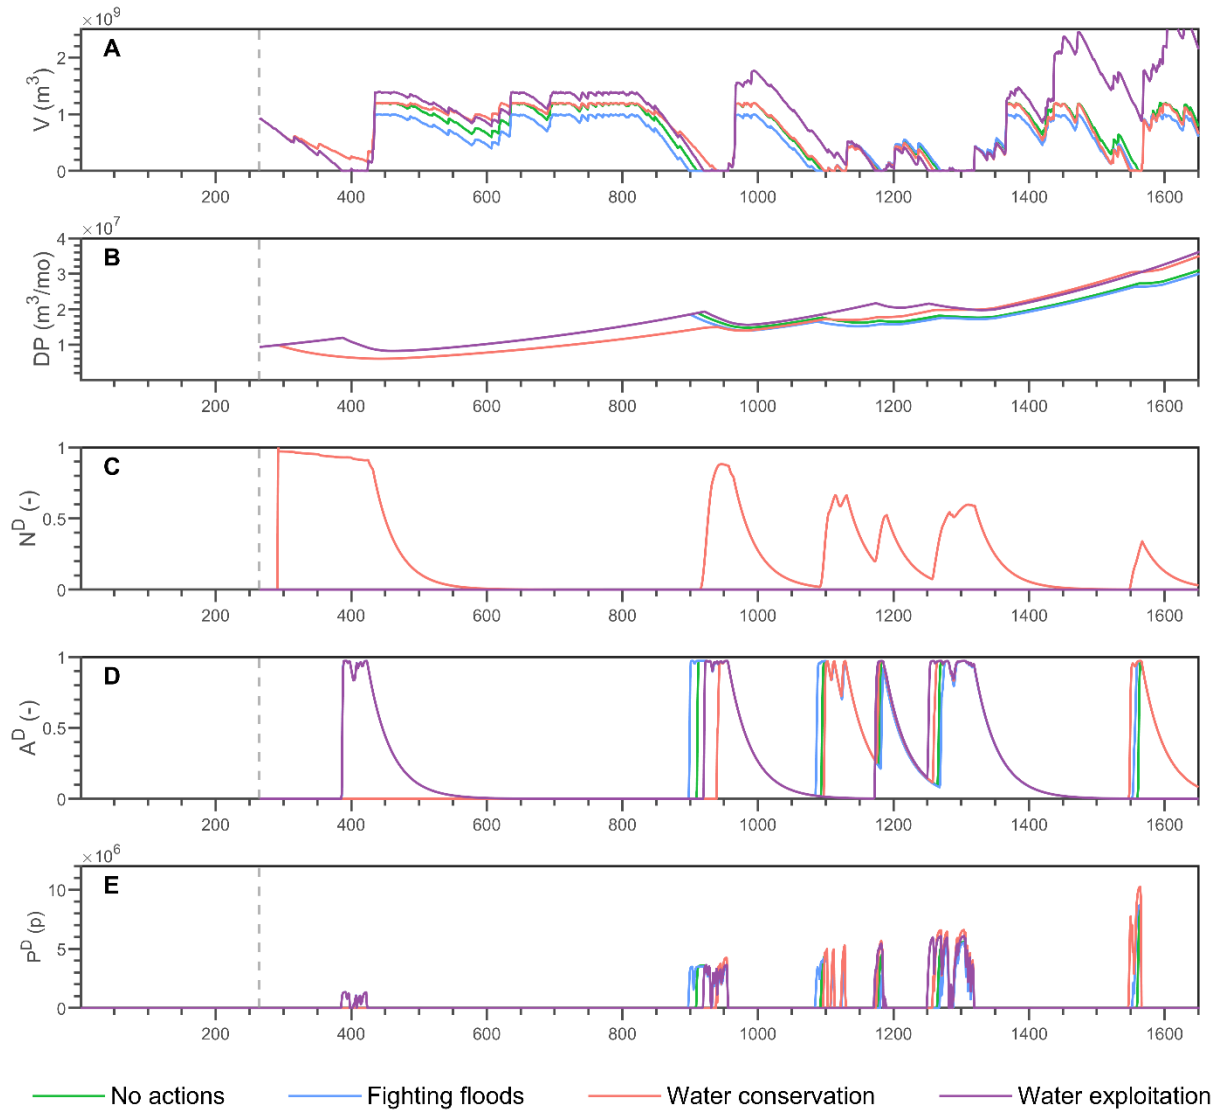 ×10⁹
A
V (m³)
2
1
0
200 400 600 800 1000 1200 1400 1600
×10⁷
B
DP (m³/mo)
4
3
2
1
200 400 600 800 1000 1200 1400 1600
C
Nᴰ (-)
1
0.5
0
200 400 600 800 1000 1200 1400 1600
D
Aᴰ (-)
1
0.5
0
200 400 600 800 1000 1200 1400 1600
×10⁶
E
Pᴰ (p)
10
5
0
200 400 600 800 1000 1200 1400 1600
No actions Fighting floods Water conservation Water exploitation